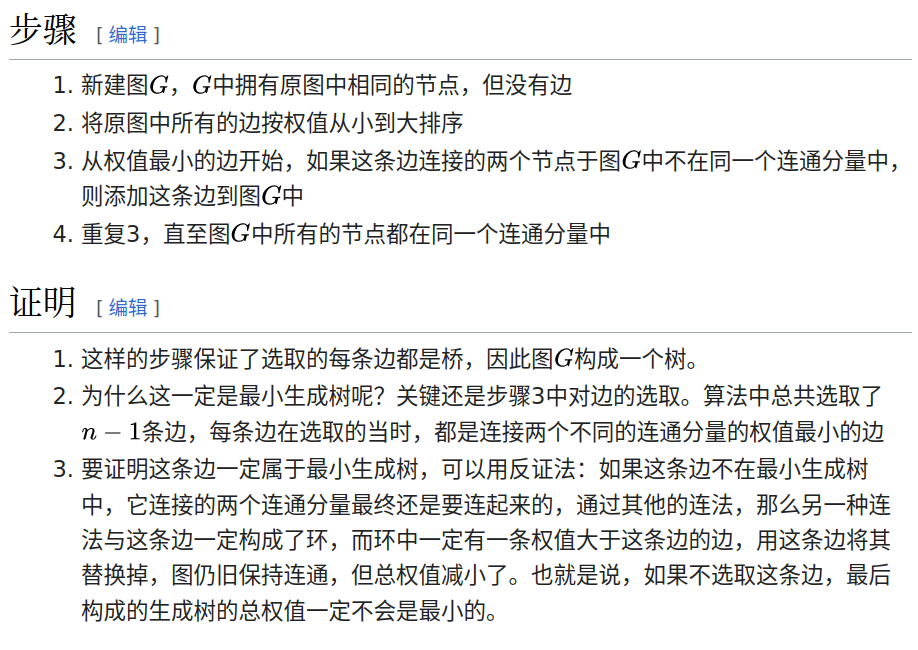 步骤 [ 编辑 ]
1. 新建图G，G中拥有原图中相同的节点，但没有边
2. 将原图中所有的边按权值从小到大排序
3. 从权值最小的边开始，如果这条边连接的两个节点于图G中不在同一个连通分量中，
则添加这条边到图G中
4. 重复3，直至图G中所有的节点都在同一个连通分量中
证明 [ 编辑 ]
1. 这样的步骤保证了选取的每条边都是桥，因此图G构成一个树。
2. 为什么这一定是最小生成树呢？关键还是步骤3中对边的选取。算法中总共选取了
n − 1条边，每条边在选取的当时，都是连接两个不同的连通分量的权值最小的边
3. 要证明这条边一定属于最小生成树，可以用反证法：如果这条边不在最小生成树
中，它连接的两个连通分量最终还是要连起来的，通过其他的连法，那么另一种连
法与这条边一定构成了环，而环中一定有一条权值大于这条边的边，用这条边将其
替换掉，图仍旧保持连通，但总权值减小了。也就是说，如果不选取这条边，最后
构成的生成树的总权值一定不会是最小的。